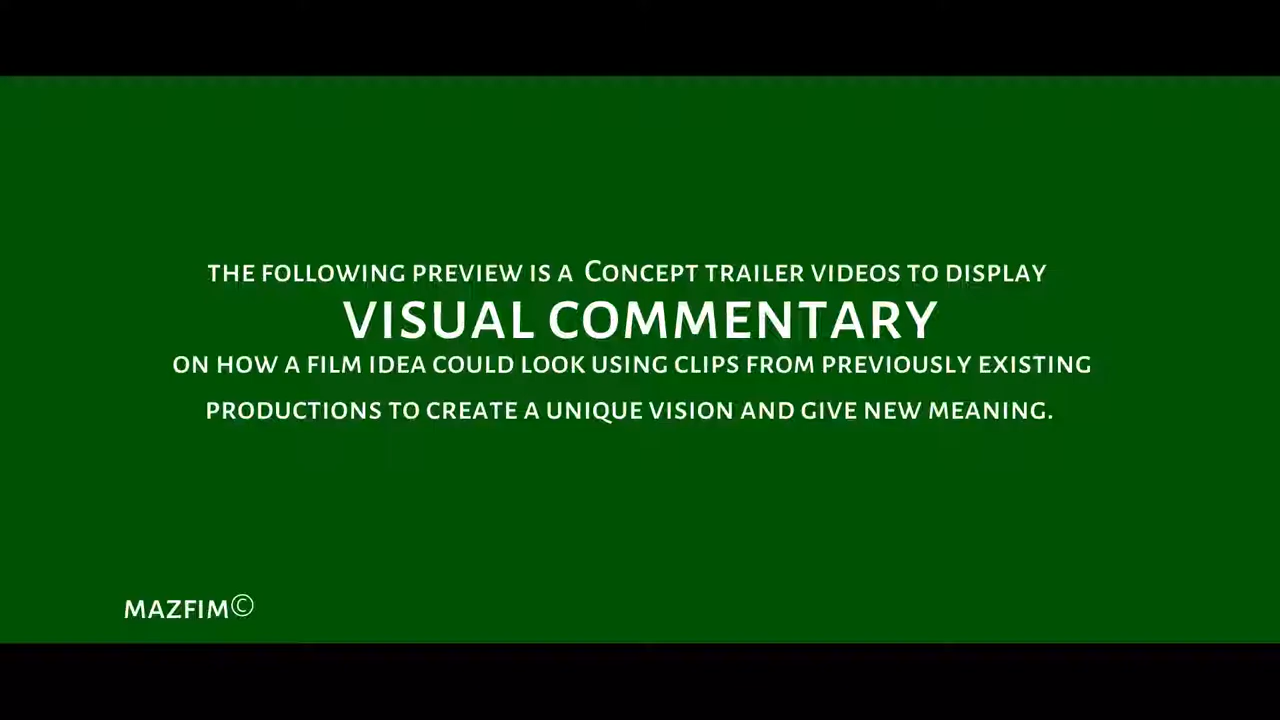 THE FOLLOWING PREVIEW IS A CONCEPT TRAILER VIDEOS TO DISPLAY
VISUAL COMMENTARY
ON HOW A FILM IDEA COULD LOOK USING CLIPS FROM PREVIOUSLY EXISTING
PRODUCTIONS TO CREATE A UNIQUE VISION AND GIVE NEW MEANING.
MAZFIM©